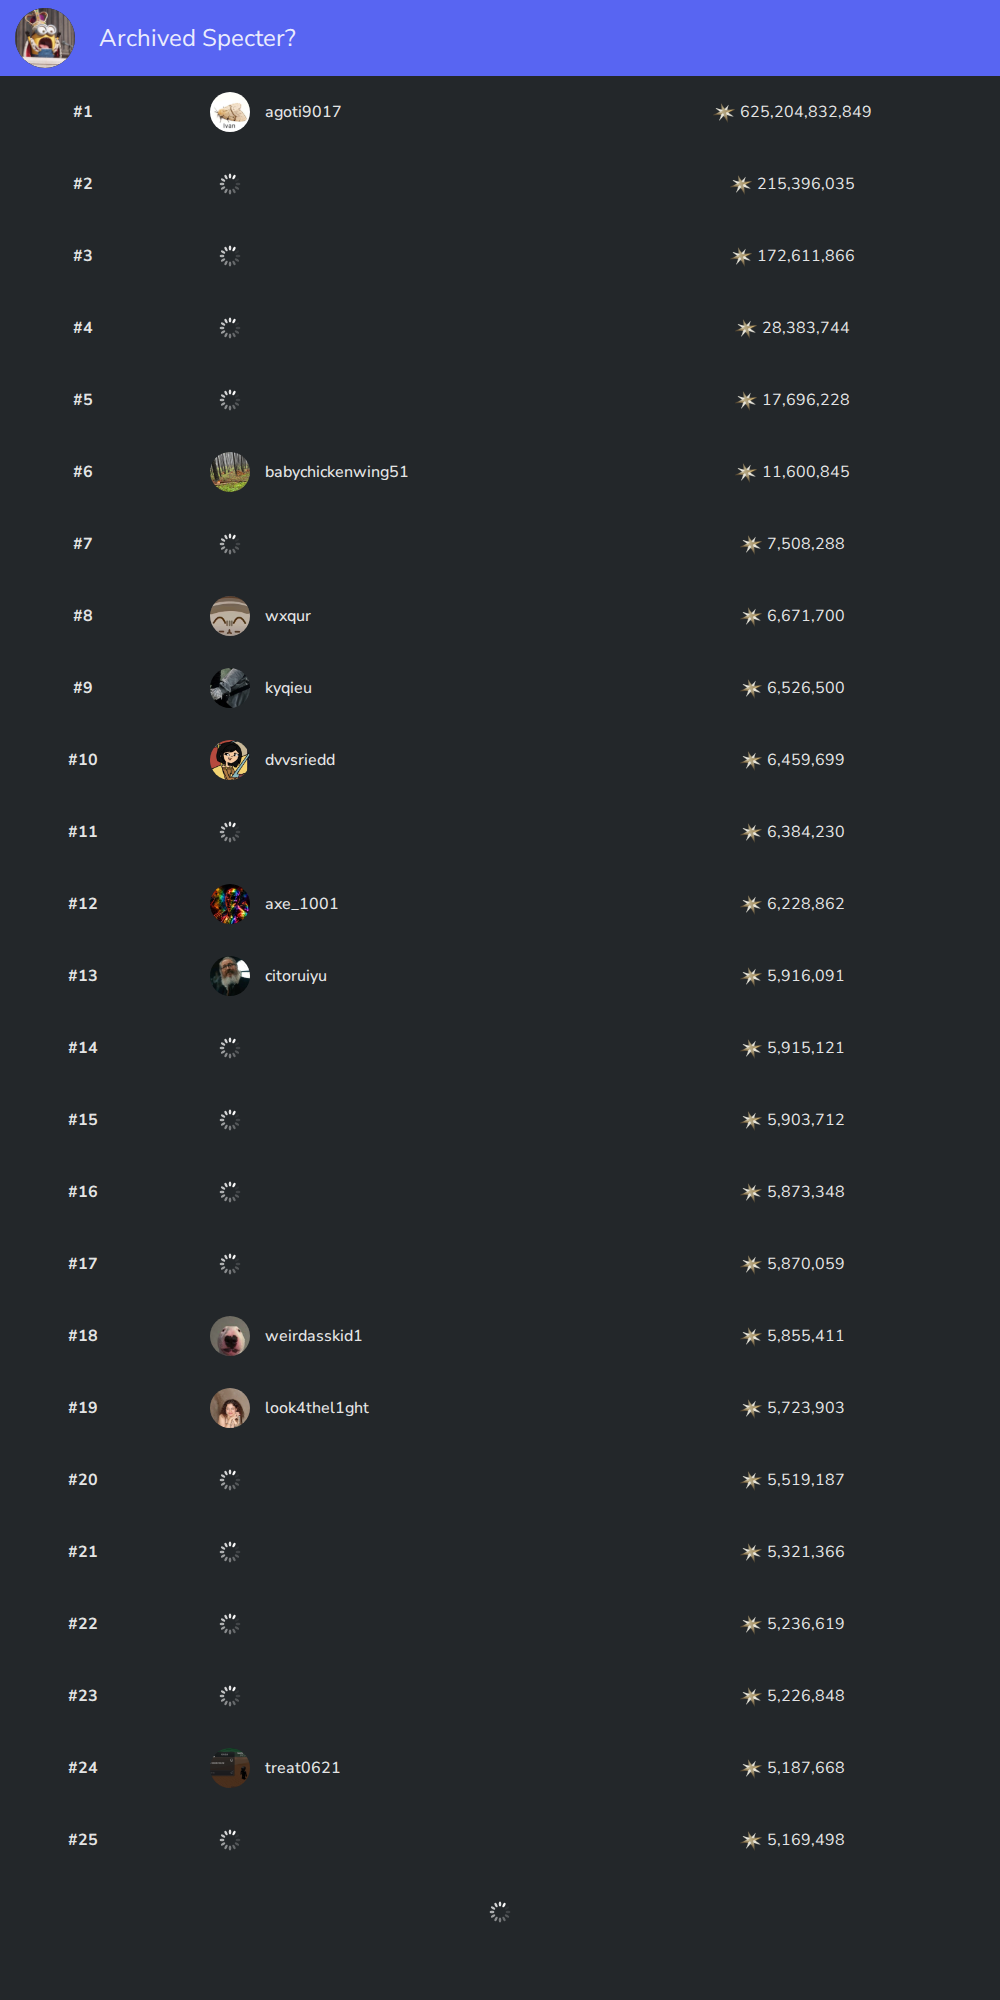 Archived Specter?
#1 agoti9017 625,204,832,849
ivan
#2 215,396,035
#3 172,611,866
#4 28,383,744
#5 17,696,228
#6 babychickenwing51 11,600,845
#7 7,508,288
#8 wxqur 6,671,700
#9 kyqieu 6,526,500
#10 dvvsriedd 6,459,699
#11 6,384,230
#12 axe_1001 6,228,862
#13 citoruiyu 5,916,091
#14 5,915,121
#15 5,903,712
#16 5,873,348
#17 5,870,059
#18 weirdasskid1 5,855,411
#19 look4thel1ght 5,723,903
#20 5,519,187
#21 5,321,366
#22 5,236,619
#23 5,226,848
#24 treat0621 5,187,668
#25 5,169,498